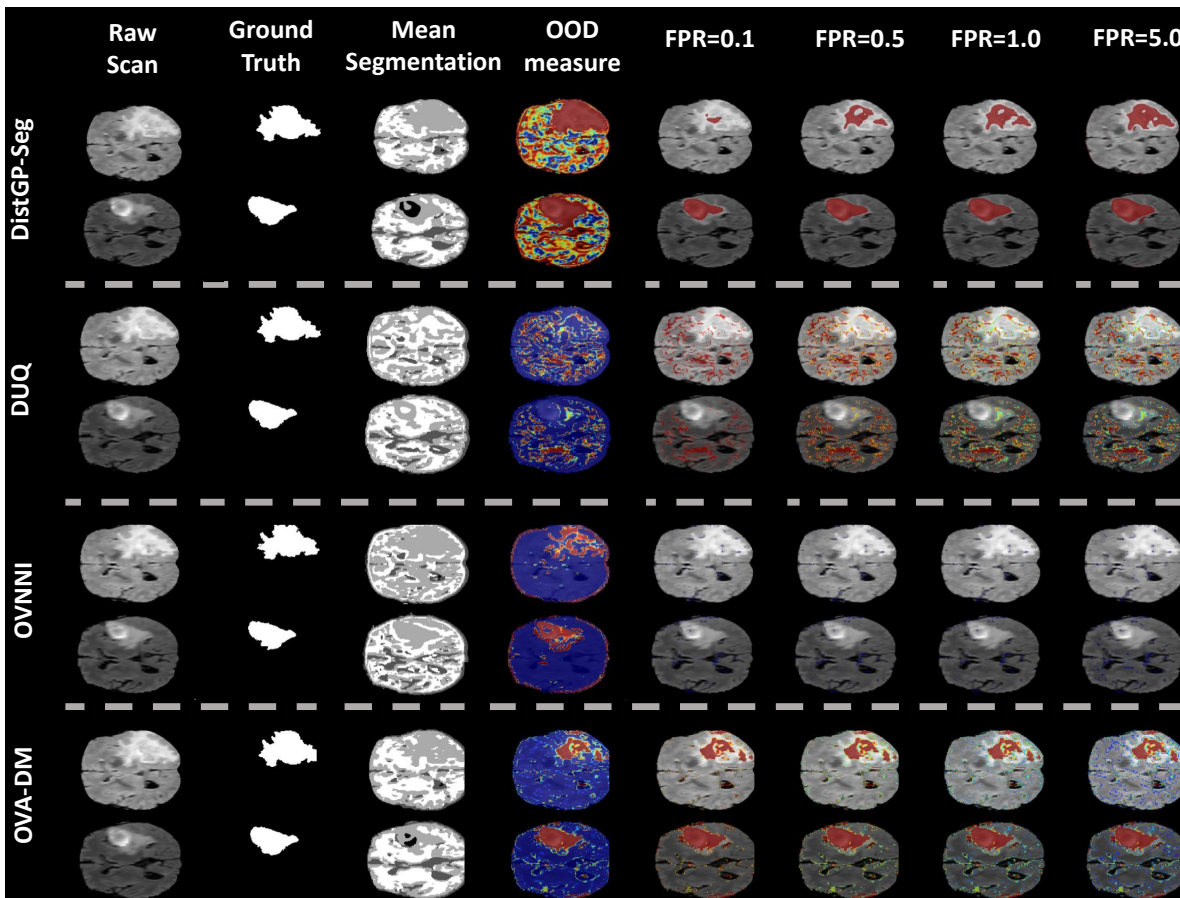 Raw Scan
Ground Truth
Mean Segmentation
OOD measure
FPR=0.1
FPR=0.5
FPR=1.0
FPR=5.0
DistGP-Seg
DUQ
OVNNI
OVA-DM